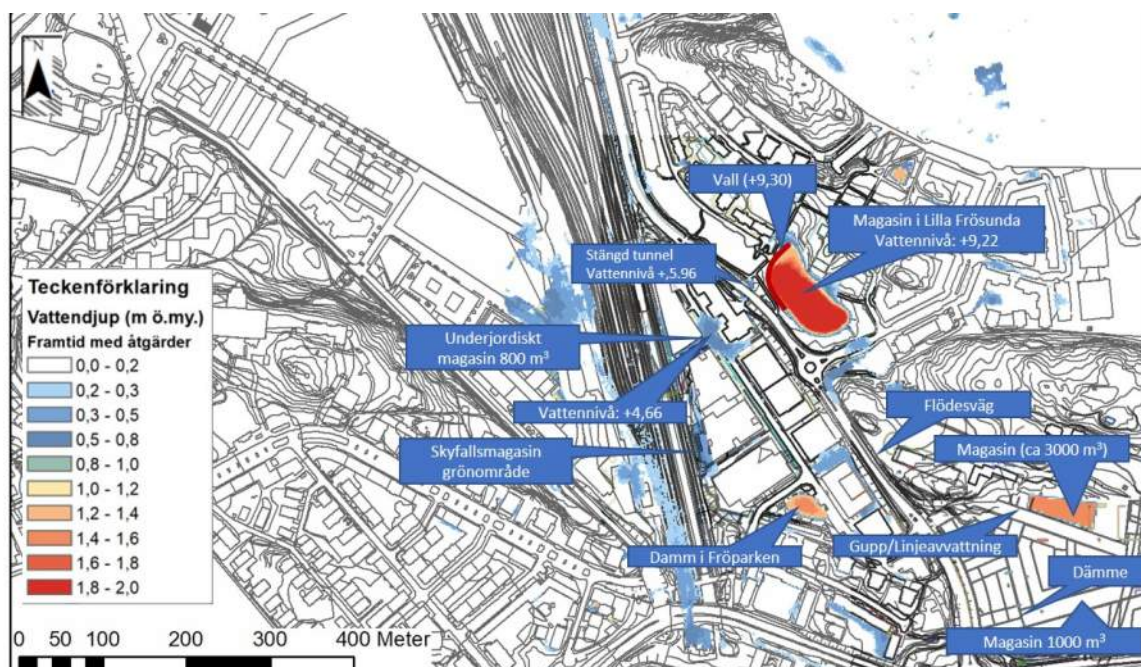 N
Vall (+9,30)
Magasin i Lilla Frösunda
Vattennivå: +9,22
Stängd tunnel
Vattennivå +,5.96
Underjordiskt
magasin 800 m³
Vattennivå: +4,66
Skyfallsmagasin
grönområde
Flödesväg
Magasin (ca 3000 m³)
Damm i Fröparken
Gupp/Linjeavvattning
Dämme
Magasin 1000 m³
Teckenförklaring
Vattendjup (m ö.my.)
Framtid med åtgärder
0,0 - 0,2
0,2 - 0,3
0,3 - 0,5
0,5 - 0,8
0,8 - 1,0
1,0 - 1,2
1,2 - 1,4
1,4 - 1,6
1,6 - 1,8
1,8 - 2,0
0 50 100 200 300 400 Meter